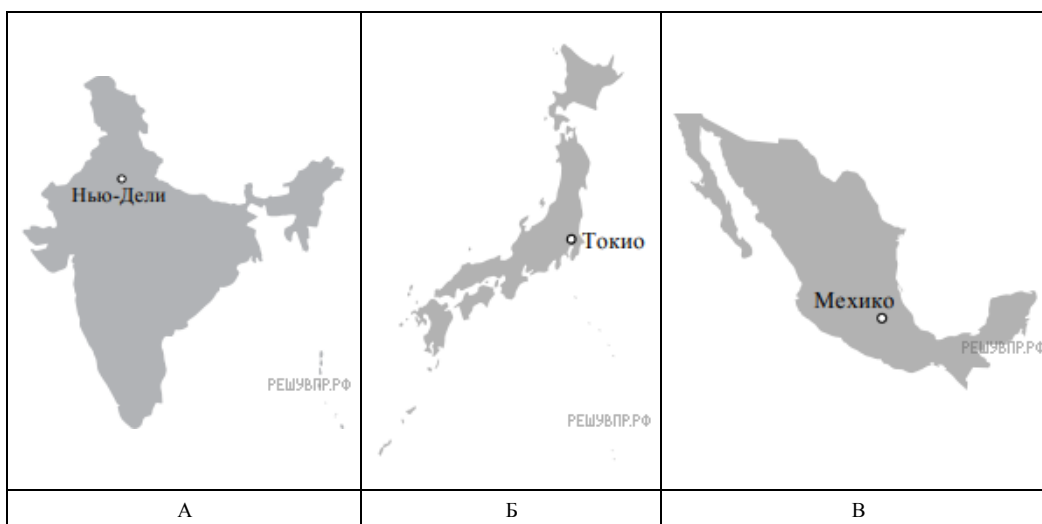 Нью-Дели
РЕШУВПР.РФ
А
Токио
РЕШУВПР.РФ
Б
Мехико
РЕШУВПР.РФ
В